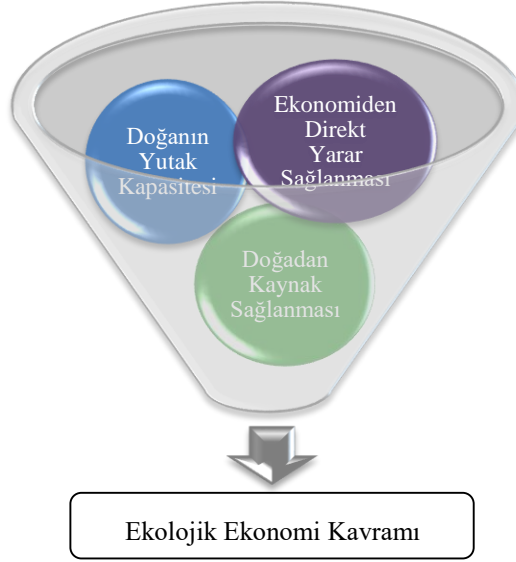 Doğanın
Yutak
Kapasitesi
Ekonomiden
Direkt
Yarar
Sağlanması
Doğadan
Kaynak
Sağlanması
Ekolojik Ekonomi Kavramı